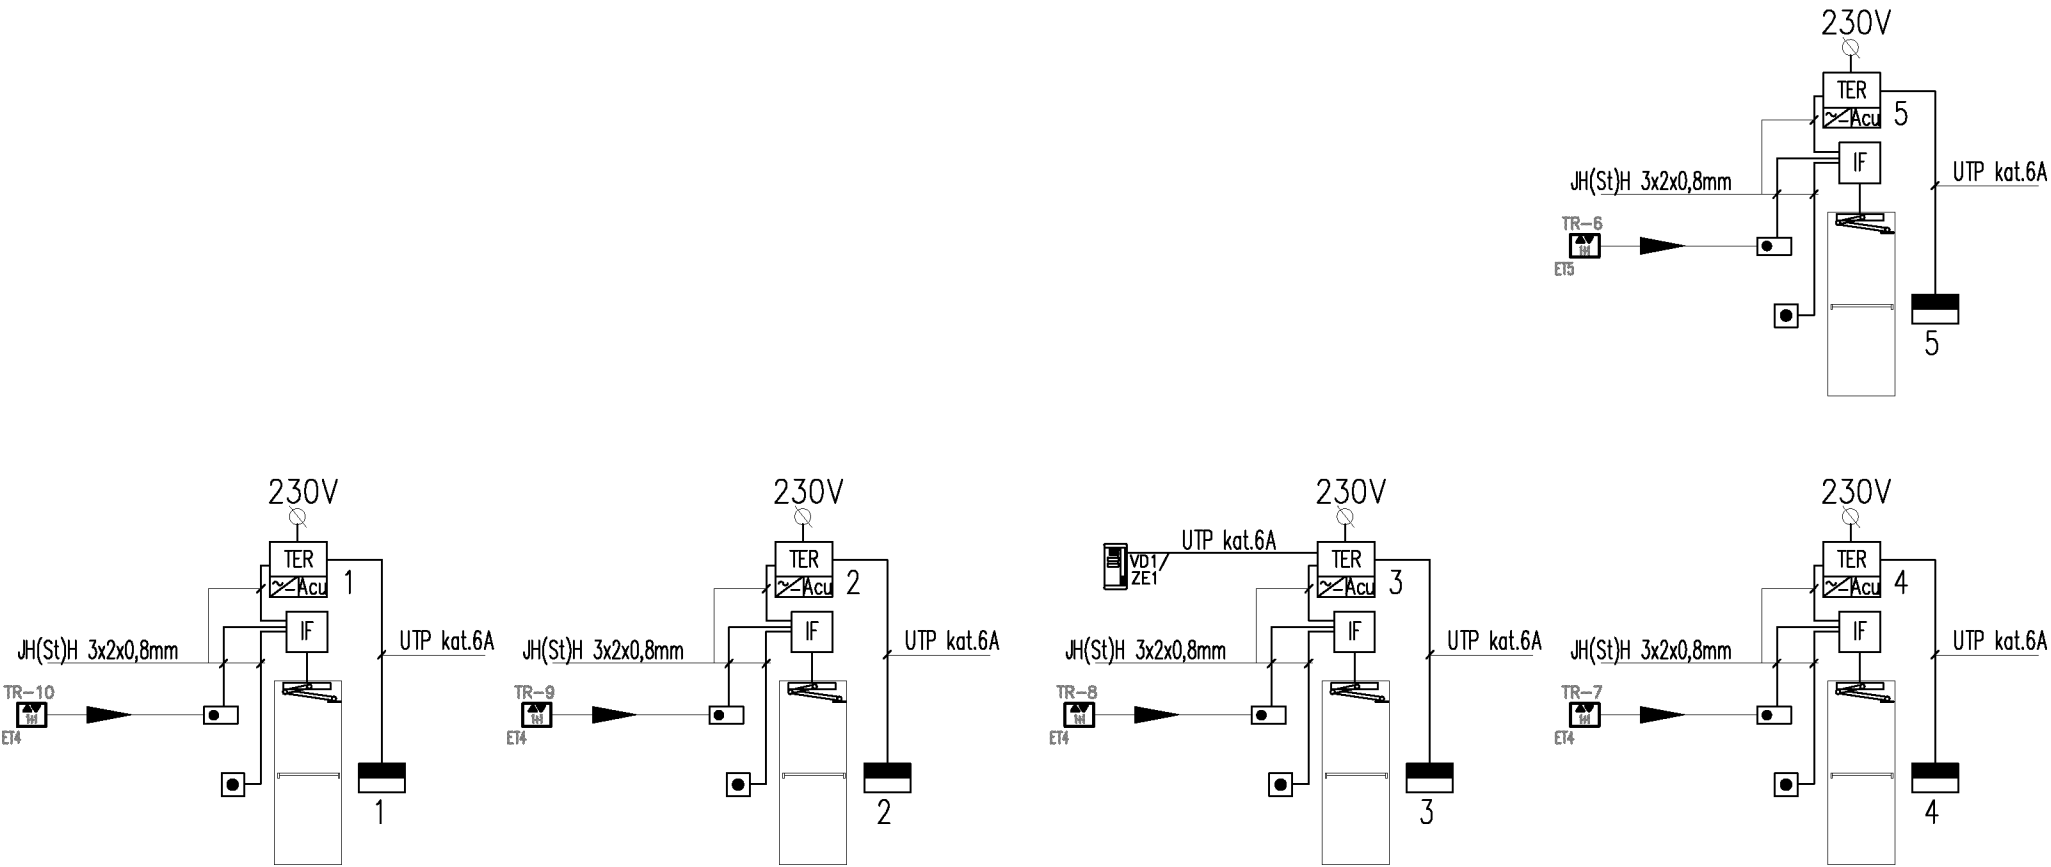 230V
TER
Acu
5
IF
UTP kat.6A
JH(St)H 3x2x0,8mm
TR-6
ET5
5
230V
TER
Acu
1
IF
UTP kat.6A
JH(St)H 3x2x0,8mm
TR-10
ET4
1
230V
TER
Acu
2
IF
UTP kat.6A
JH(St)H 3x2x0,8mm
TR-9
ET4
2
230V
UTP kat.6A
VD1/
ZE1
TER
Acu
3
IF
UTP kat.6A
JH(St)H 3x2x0,8mm
TR-8
ET4
3
230V
TER
Acu
4
IF
UTP kat.6A
JH(St)H 3x2x0,8mm
TR-7
ET4
4